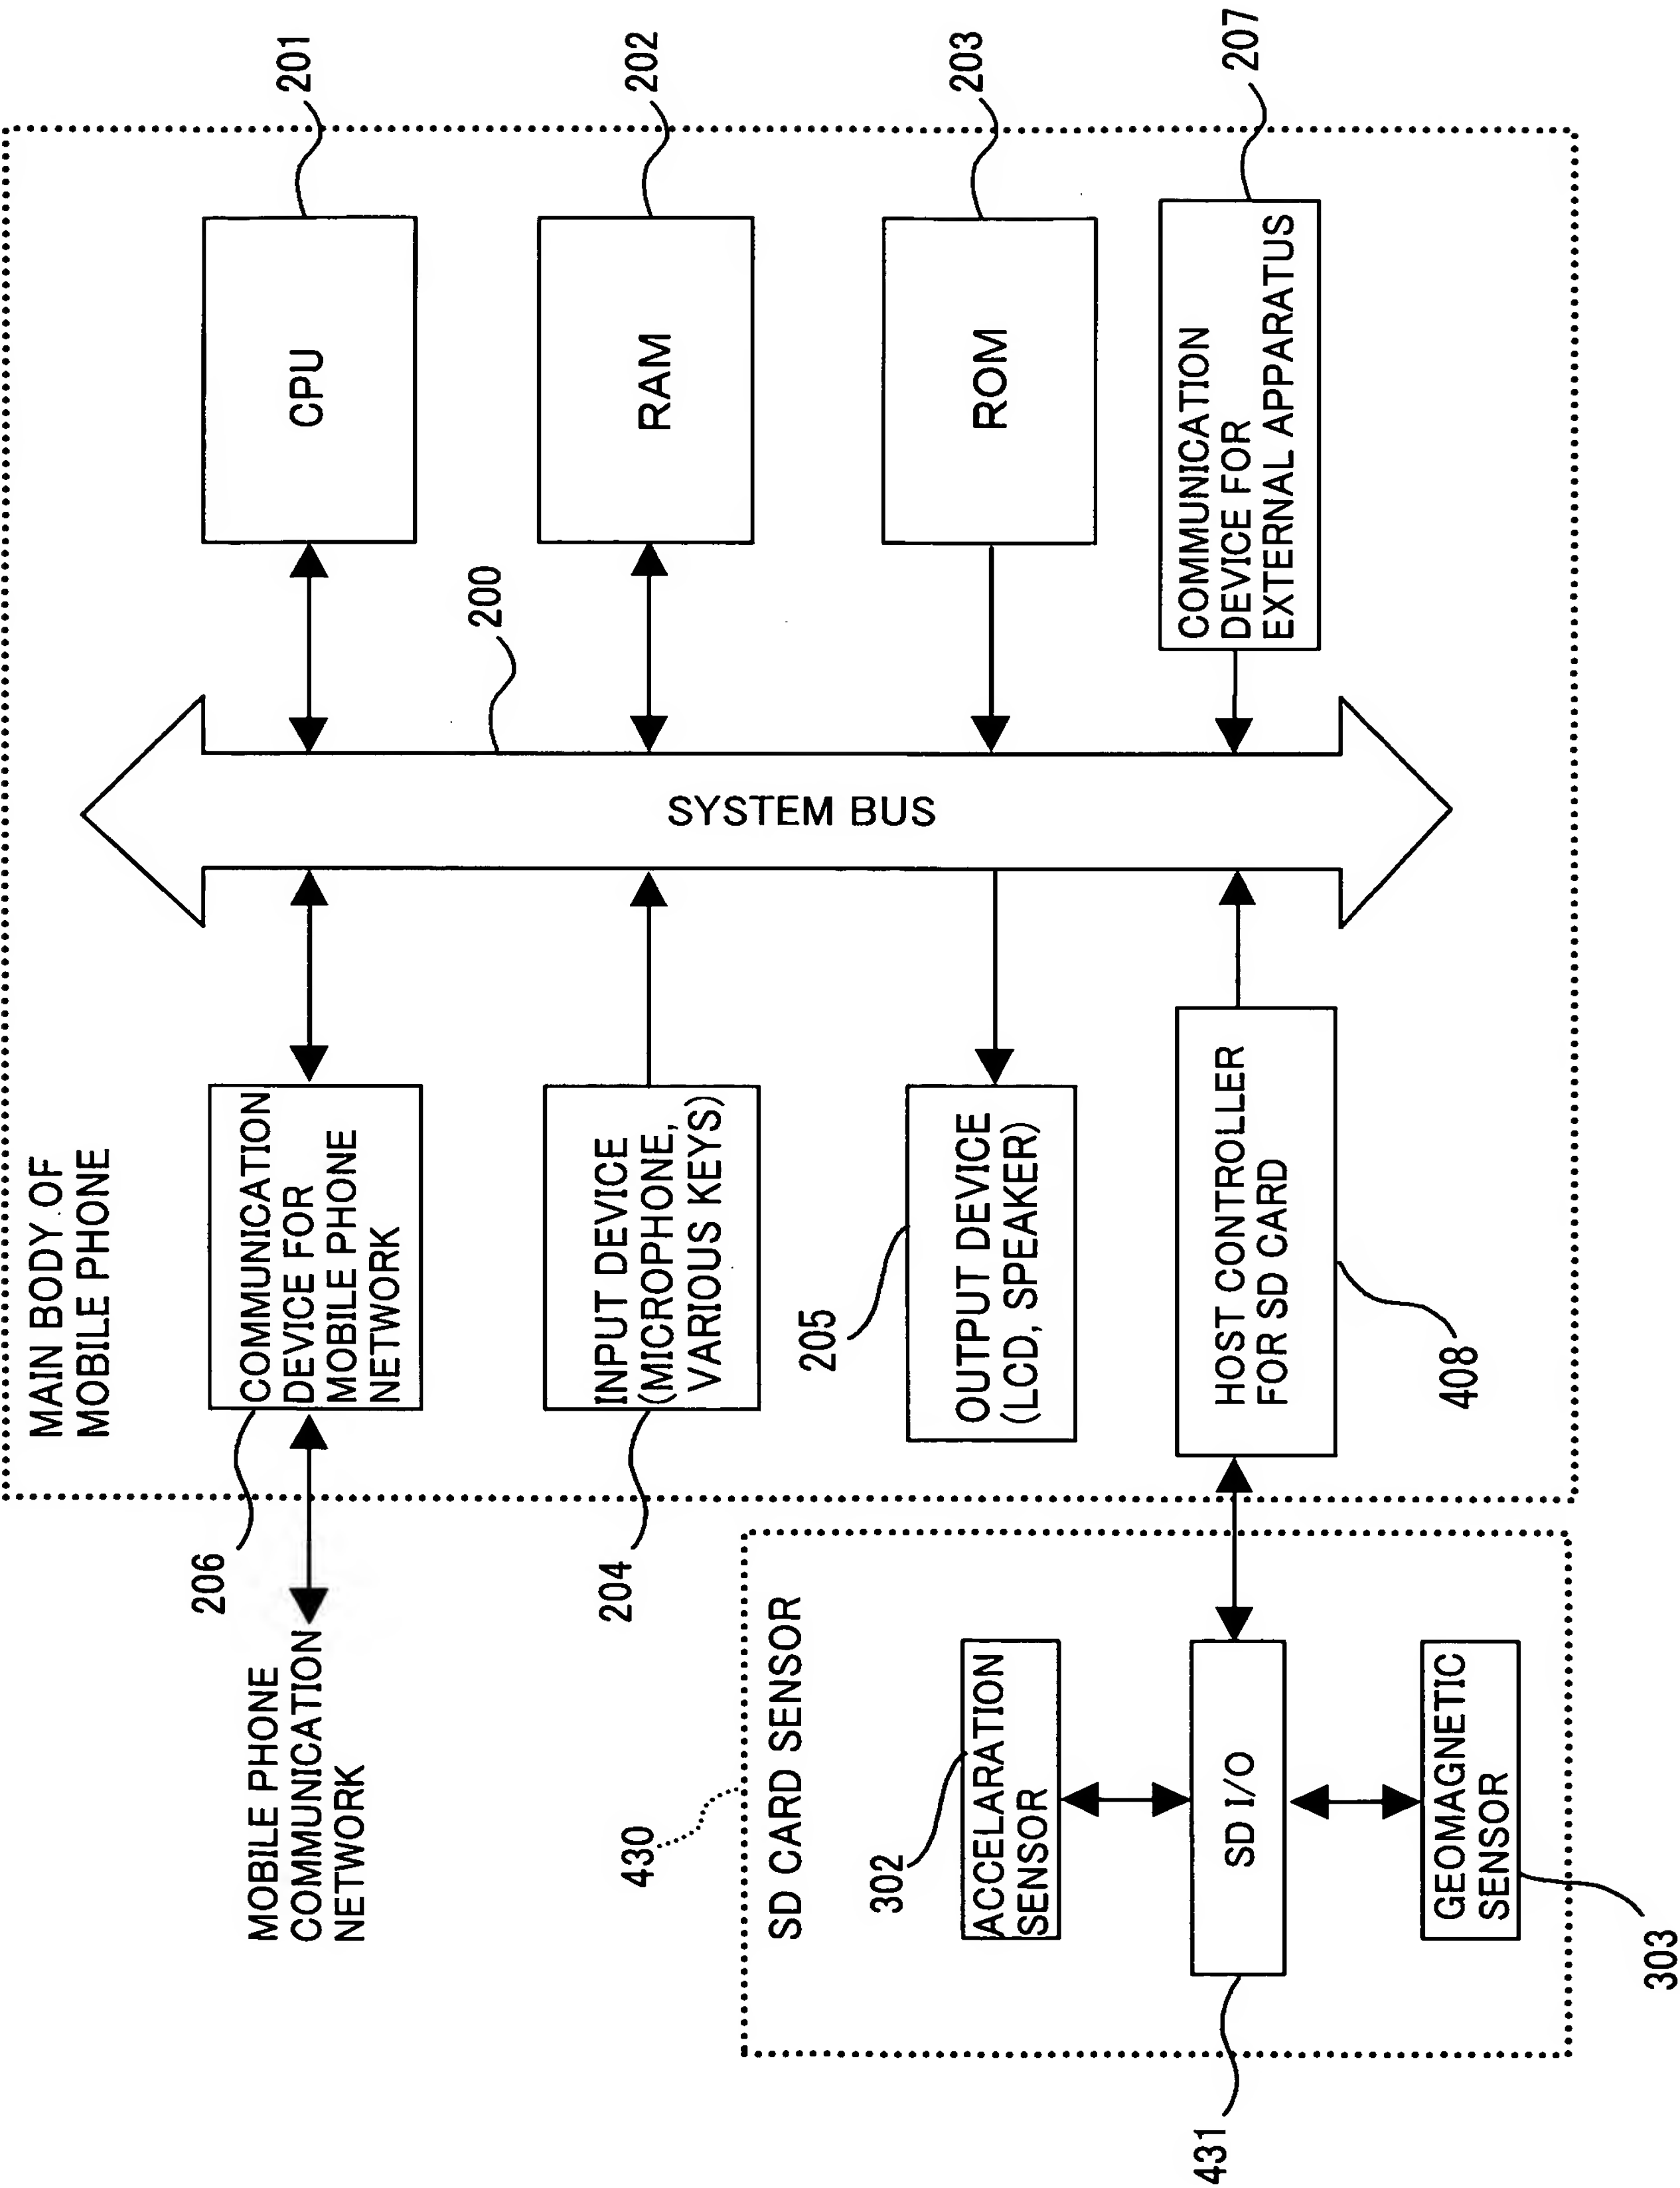 MAIN BODY OF
MOBILE PHONE
MOBILE PHONE
COMMUNICATION
NETWORK
206
COMMUNICATION
DEVICE FOR
MOBILE PHONE
NETWORK
CPU
201
200
204
INPUT DEVICE
(MICROPHONE,
VARIOUS KEYS)
RAM
202
SYSTEM BUS
205
OUTPUT DEVICE
(LCD, SPEAKER)
ROM
203
430
SD CARD SENSOR
302
ACCELARATION
SENSOR
431
SD I/O
HOST CONTROLLER
FOR SD CARD
408
COMMUNICATION
DEVICE FOR
EXTERNAL APPARATUS
207
GEOMAGNETIC
SENSOR
303